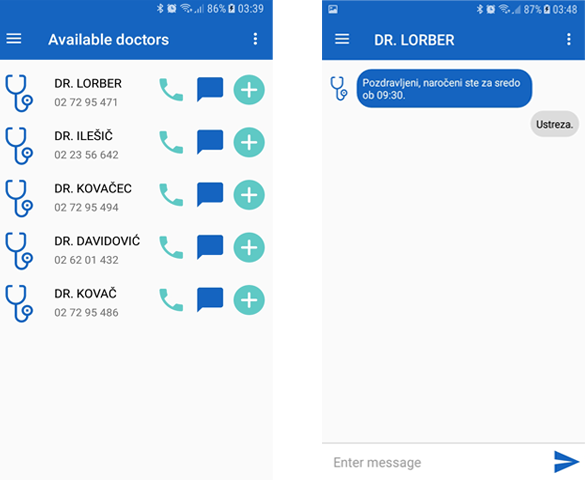 86% 03:39
Available doctors
DR. LORBER
02 72 95 471
DR. ILEŠIČ
02 23 56 642
DR. KOVAČEC
02 72 95 494
DR. DAVIDOVIĆ
02 62 01 432
DR. KOVAČ
02 72 95 486
87% 03:48
DR. LORBER
Pozdravljeni, naročeni ste za sredo
ob 09:30.
Ustreza.
Enter message